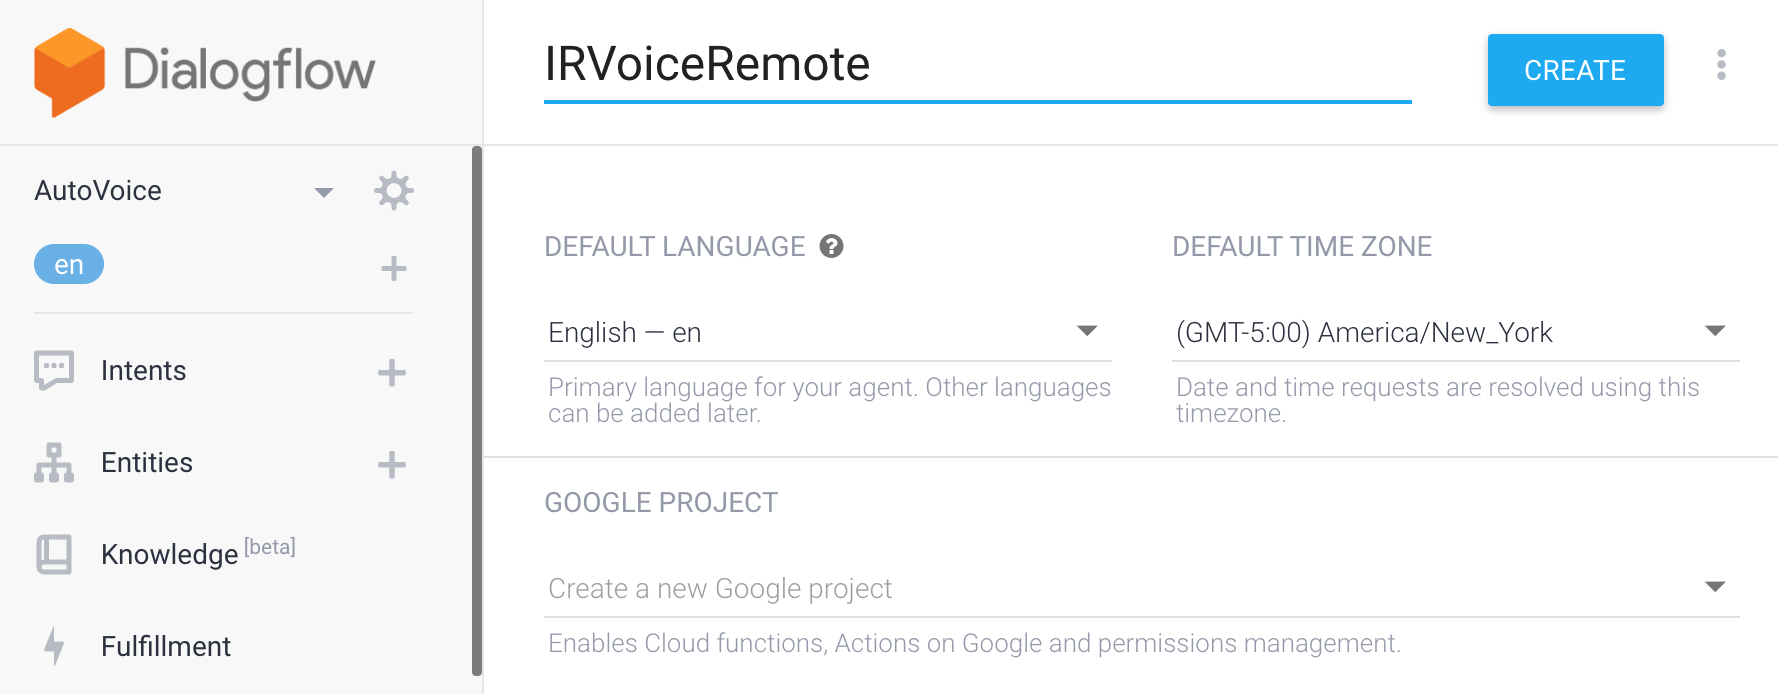 Dialogflow
AutoVoice
en
Intents
Entities
Knowledge [beta]
Fulfillment
IRVoiceRemote
CREATE
DEFAULT LANGUAGE ?
English — en
Primary language for your agent. Other languages
can be added later.
DEFAULT TIME ZONE
(GMT-5:00) America/New_York
Date and time requests are resolved using this
timezone.
GOOGLE PROJECT
Create a new Google project
Enables Cloud functions, Actions on Google and permissions management.